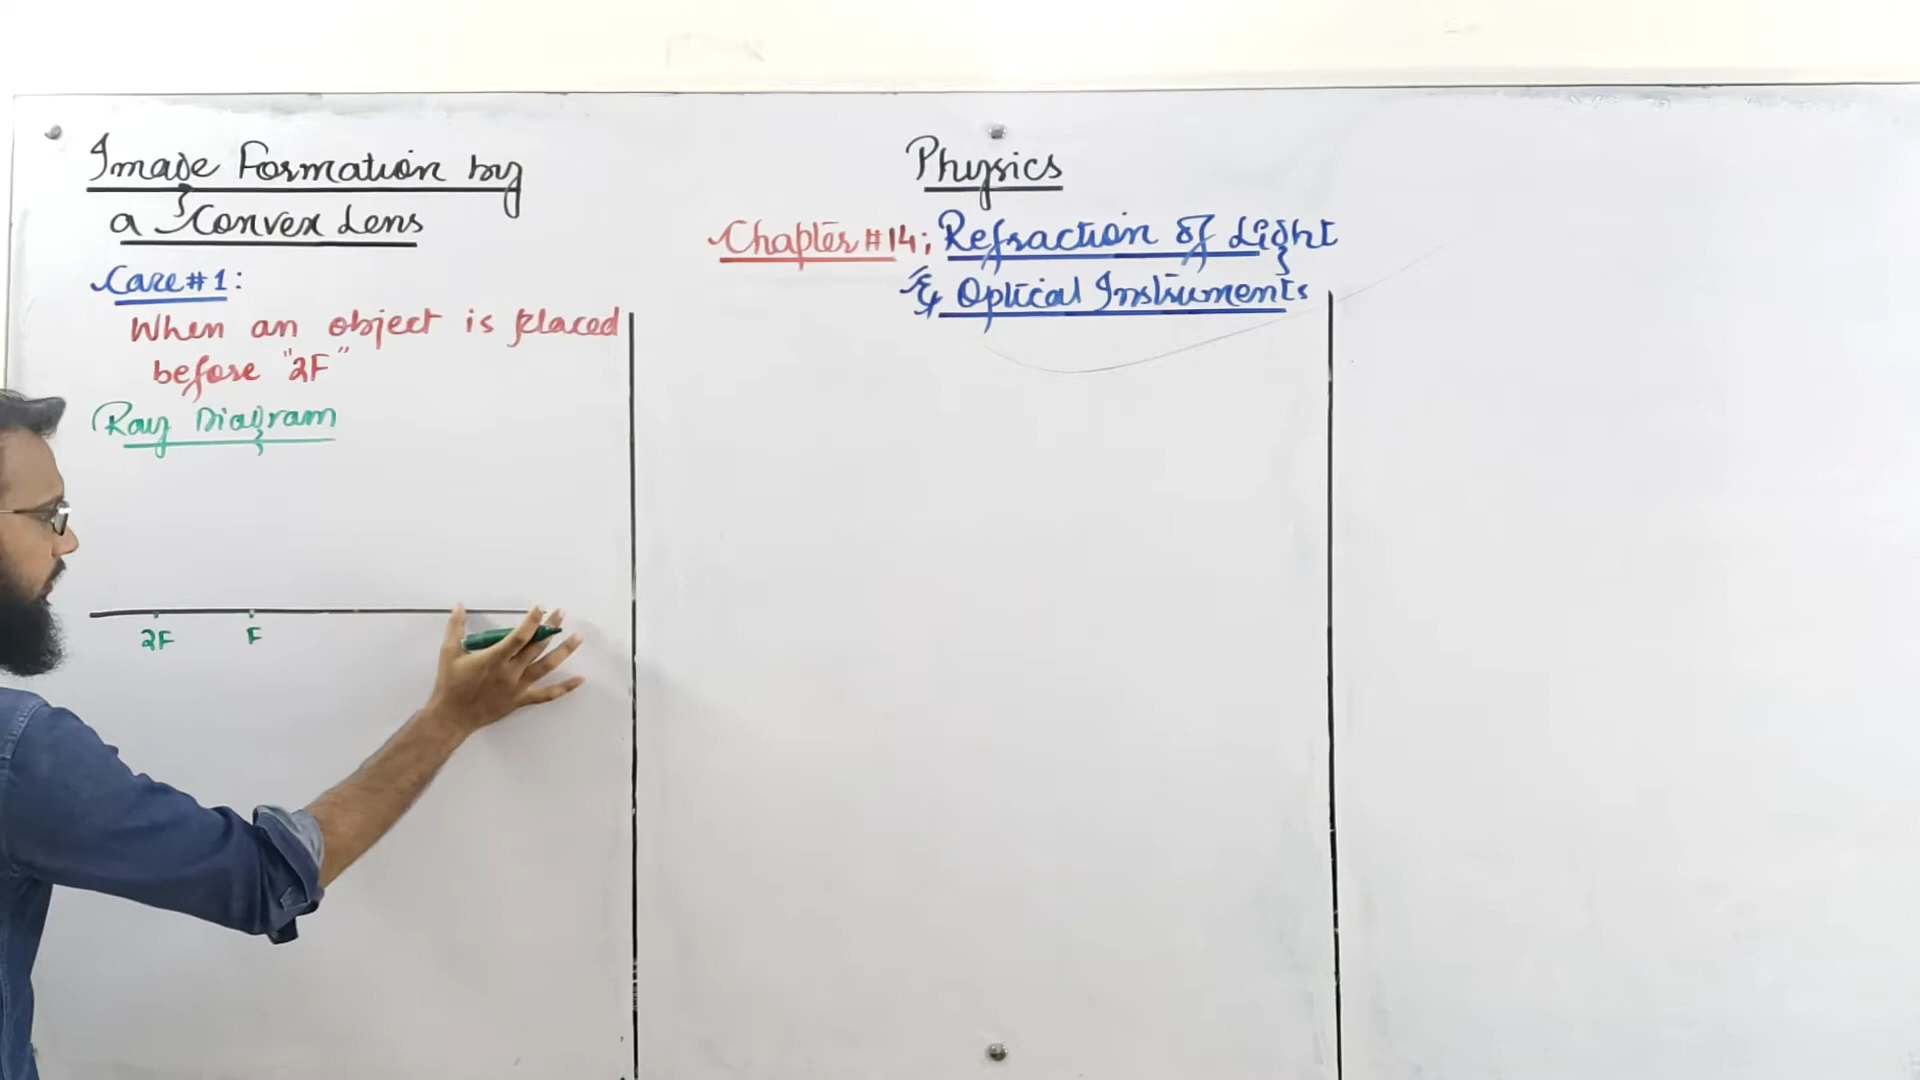 Image Formation by
a Convex Lens
Case#1:
When an object is placed
before "2F"
Ray Diagram
2F F
Physics
Chapter#14: Refraction of Light
& Optical Instruments